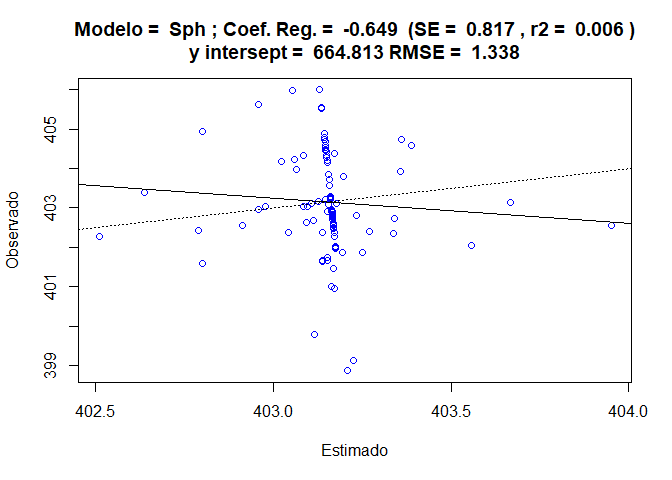 Modelo = Sph ; Coef. Reg. = -0.649 (SE = 0.817 , r2 = 0.006 )
y intersept = 664.813 RMSE = 1.338
Observado
405
403
401
399
402.5 403.0 403.5 404.0
Estimado